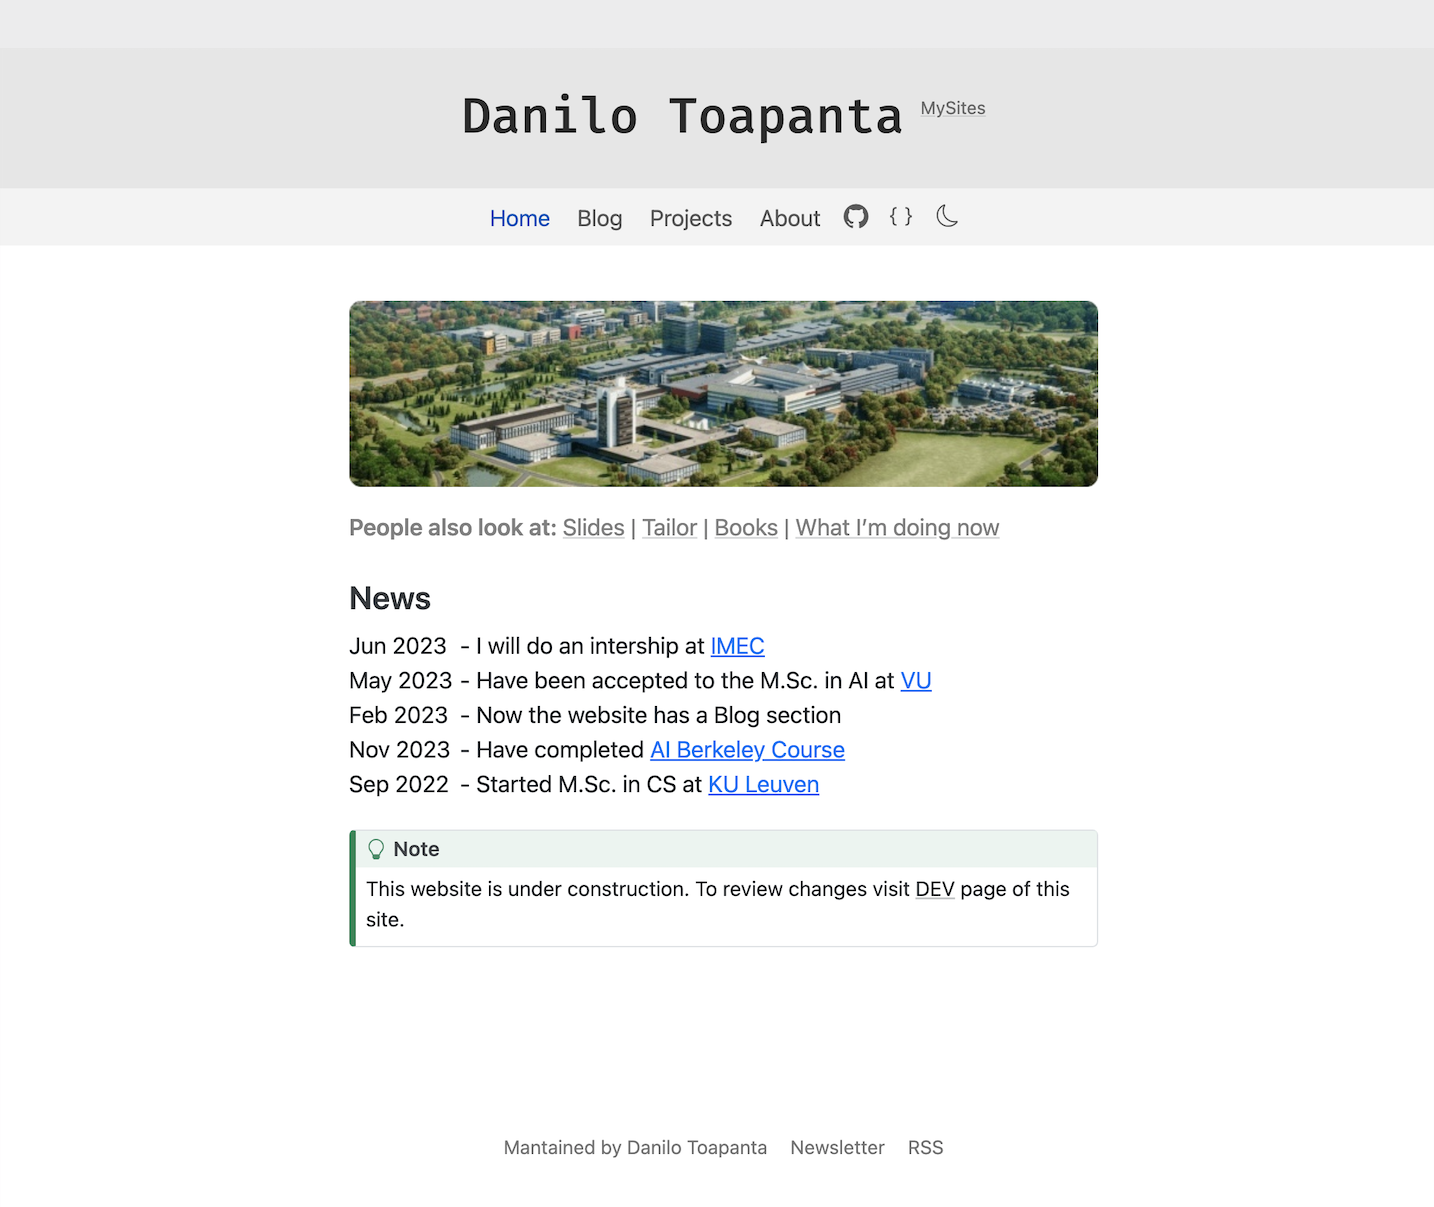 Danilo Toapanta MySites
Home Blog Projects About { }
People also look at: Slides | Tailor | Books | What I’m doing now
News
Jun 2023 - I will do an intership at IMEC
May 2023 - Have been accepted to the M.Sc. in AI at VU
Feb 2023 - Now the website has a Blog section
Nov 2023 - Have completed AI Berkeley Course
Sep 2022 - Started M.Sc. in CS at KU Leuven
Note
This website is under construction. To review changes visit DEV page of this
site.
Mantained by Danilo Toapanta Newsletter RSS